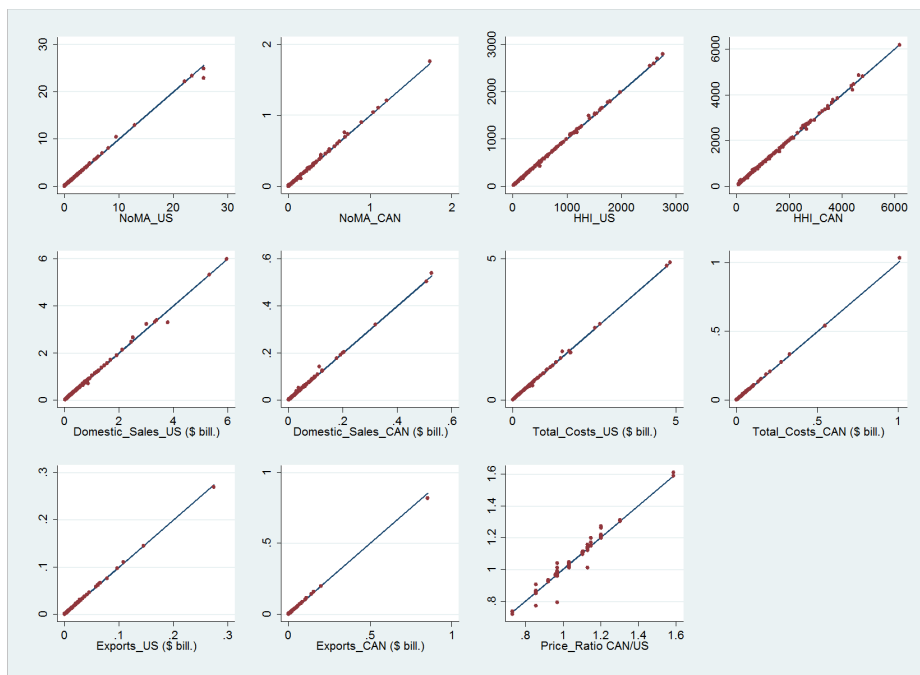 30
20
10
0
0 10 20 30
NoMA_US
2
1
0
0 1 2
NoMA_CAN
3000
2000
1000
0
0 1000 2000 3000
HHI_US
6000
4000
2000
0
0 2000 4000 6000
HHI_CAN
6
4
2
0
0 2 4 6
Domestic_Sales_US ($ bill.)
.6
.4
.2
0
0 .2 .4 .6
Domestic_Sales_CAN ($ bill.)
5
0
0 5
Total_Costs_US ($ bill.)
1
.5
0
0 .5 1
Total_Costs_CAN ($ bill.)
.3
.2
.1
0
0 .1 .2 .3
Exports_US ($ bill.)
1
.5
0
0 .5 1
Exports_CAN ($ bill.)
1.6
1.4
1.2
1
.8
.8 1 1.2 1.4 1.6
Price_Ratio CAN/US